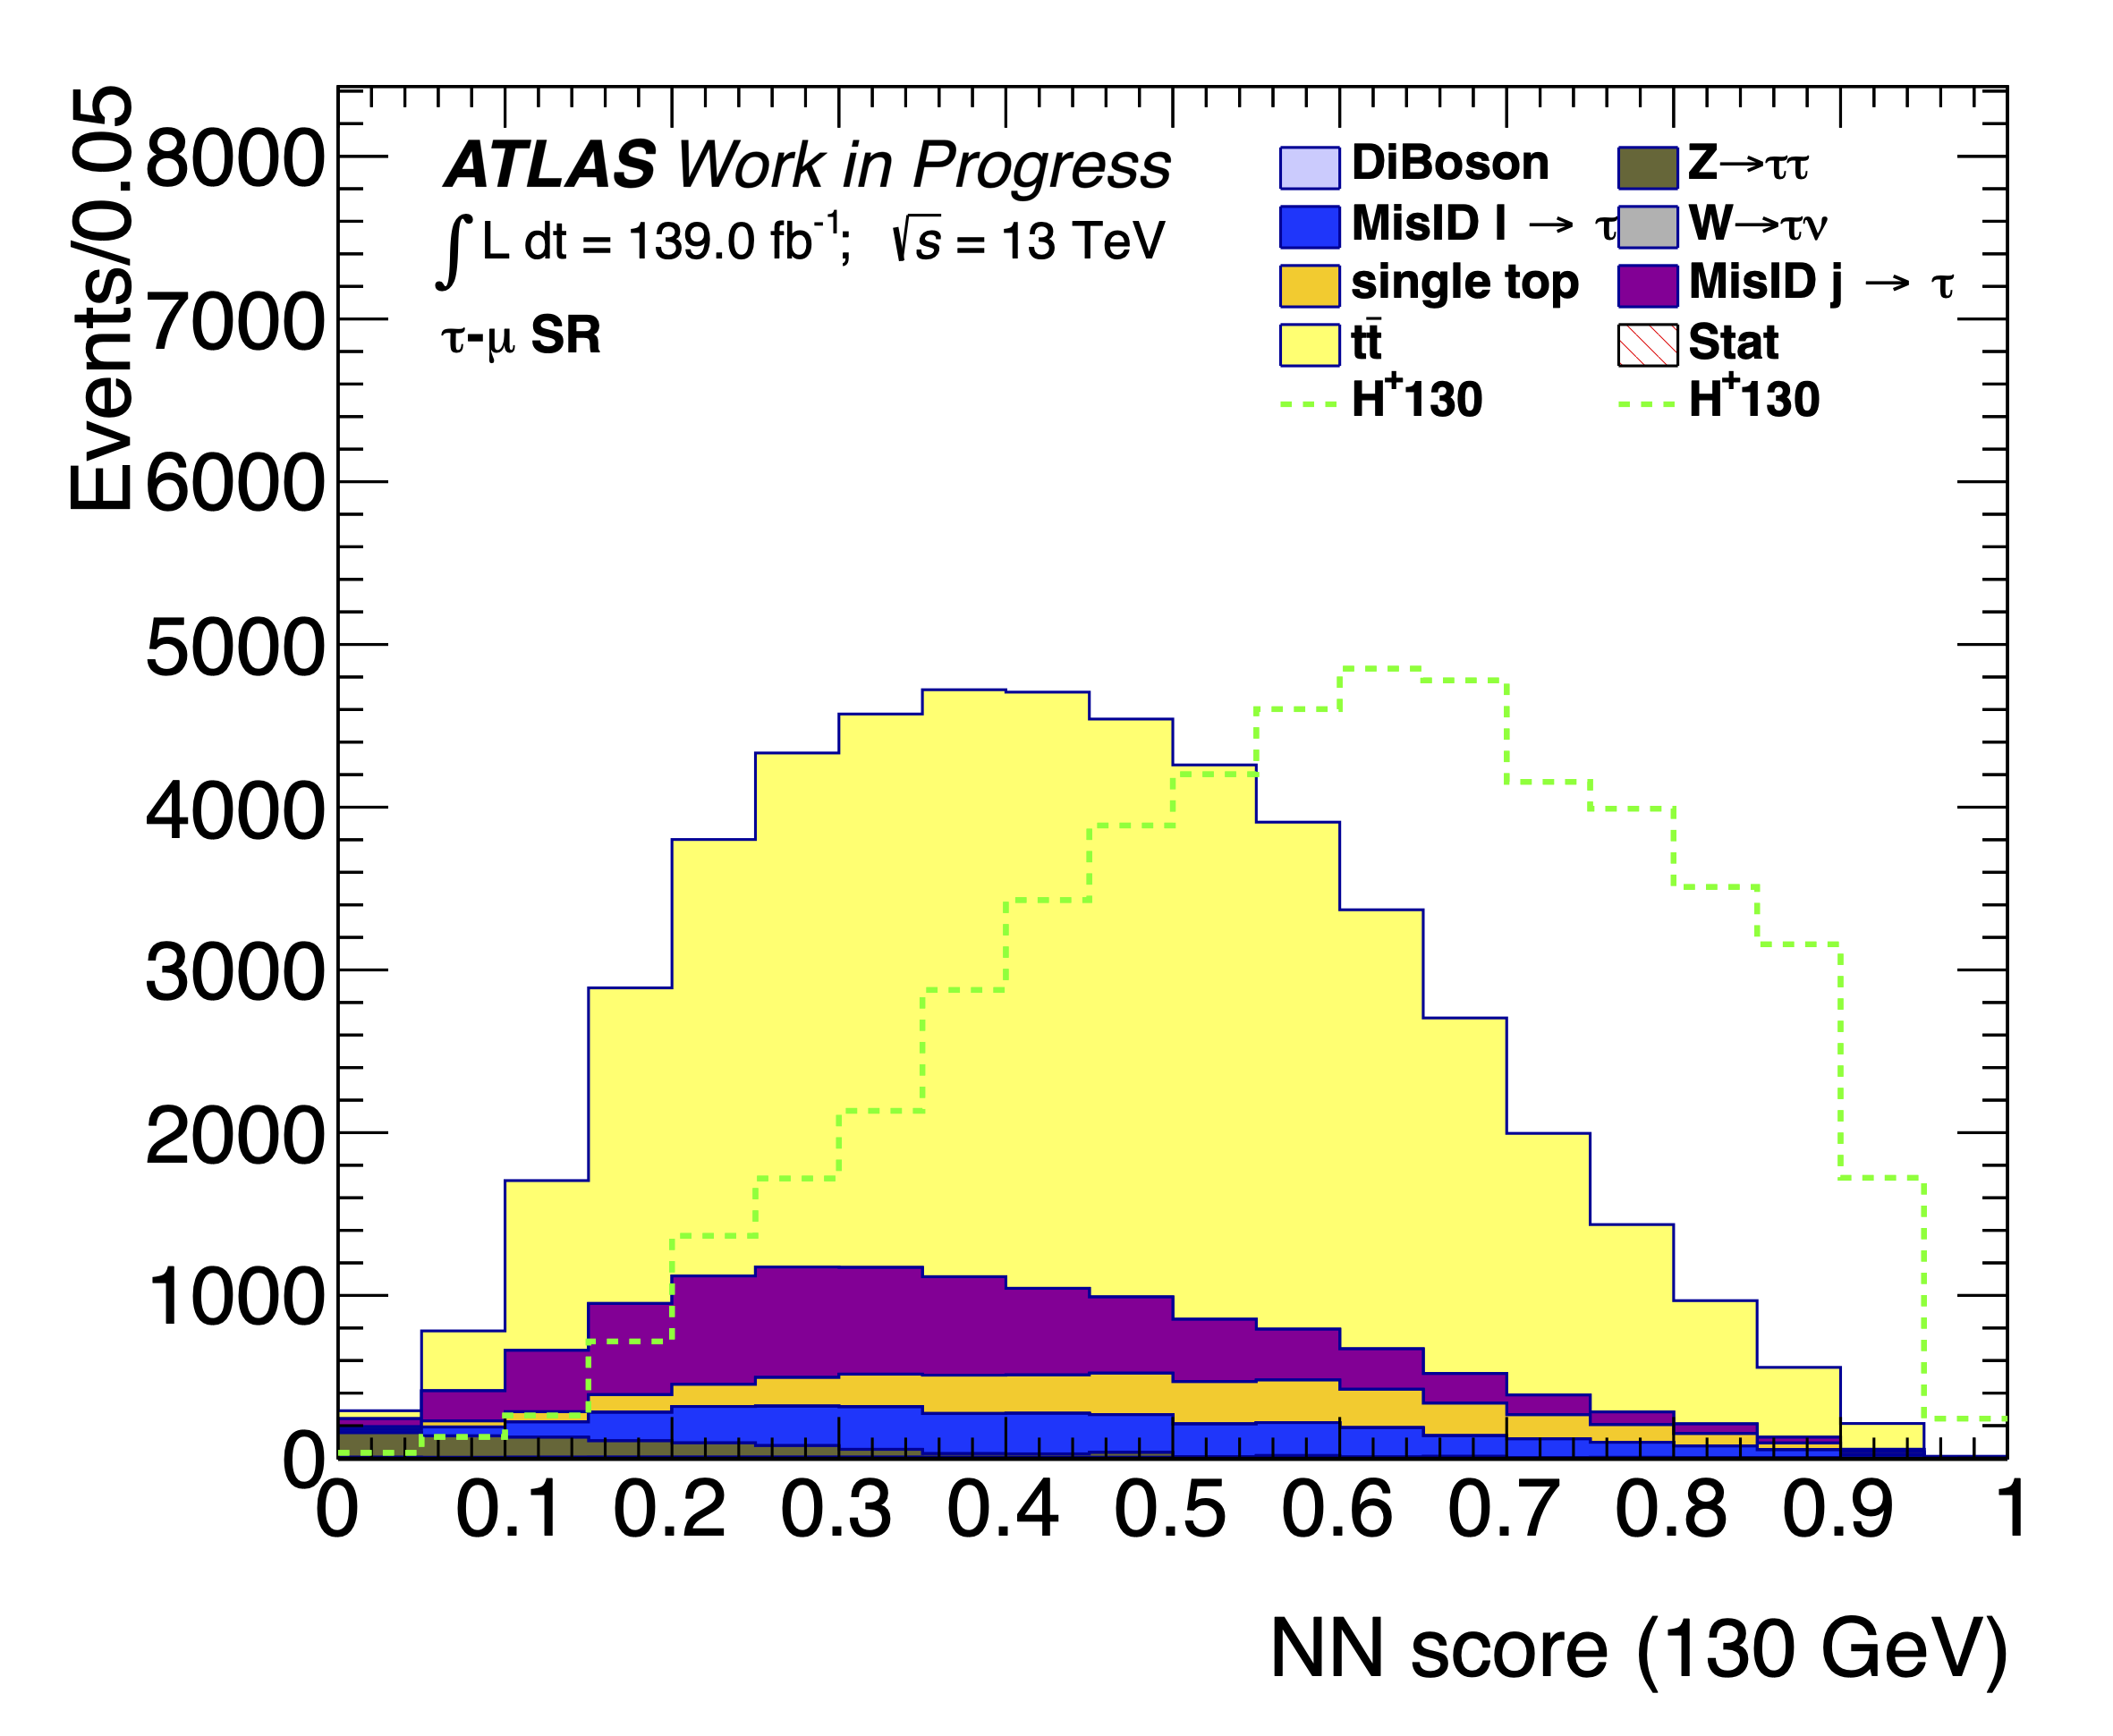 Events/0.05
8000
7000
6000
5000
4000
3000
2000
1000
0
ATLAS Work in Progress
∫ L dt = 139.0 fb⁻¹; √s = 13 TeV
τ-μ SR
DiBoson Z→ττ
MisID l → τ W→τν
single top MisID j → τ
tt̄ Stat
H⁺130 H⁺130
0 0.1 0.2 0.3 0.4 0.5 0.6 0.7 0.8 0.9 1
NN score (130 GeV)